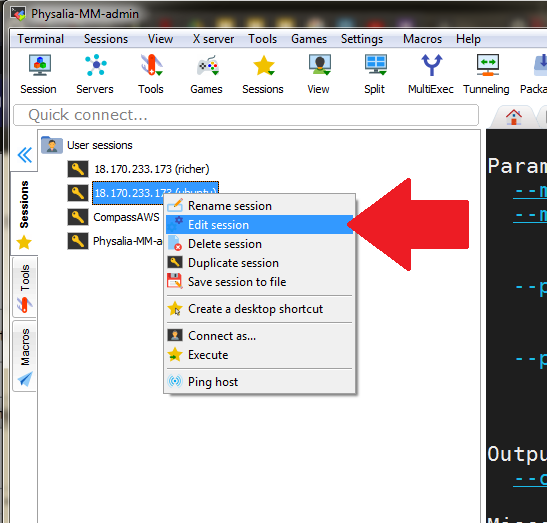 Physalia-MM-admin
Terminal Sessions View X server Tools Games Settings Macros Help
Session Servers Tools Games Sessions View Split MultiExec Tunneling Packa
Quick connect...
User sessions
18.170.233.173 (richer)
18.170.233.173 (ubuntu)
CompassAWS
Physalia-MM-a
Rename session
Edit session
Delete session
Duplicate session
Save session to file
Create a desktop shortcut
Connect as...
Execute
Ping host
Sessions
Tools
Macros
Param
--m
--m
--p
--p
Outpu
--o